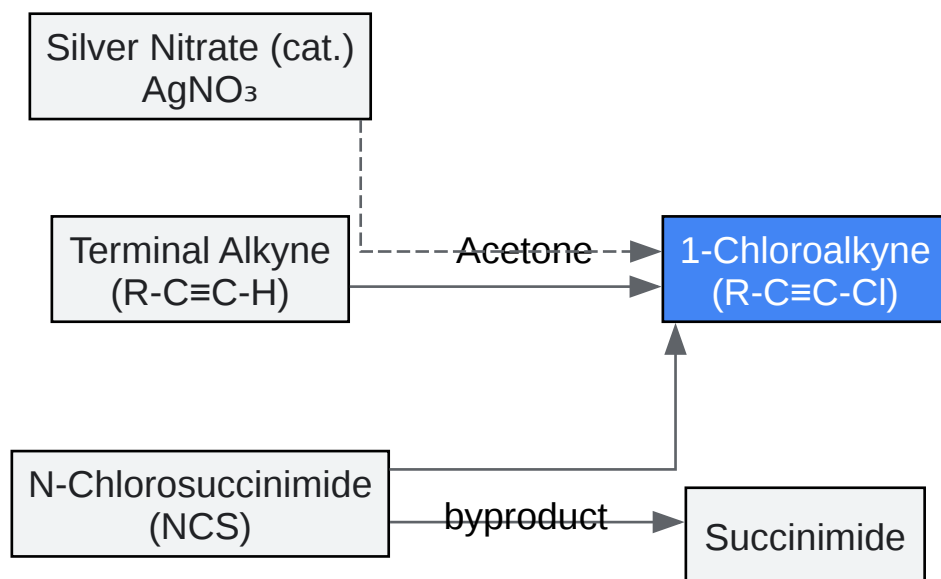 Silver Nitrate (cat.)
AgNO₃
Terminal Alkyne
(R-C≡C-H)
Acetone
1-Chloroalkyne
(R-C≡C-Cl)
N-Chlorosuccinimide
(NCS)
byproduct
Succinimide